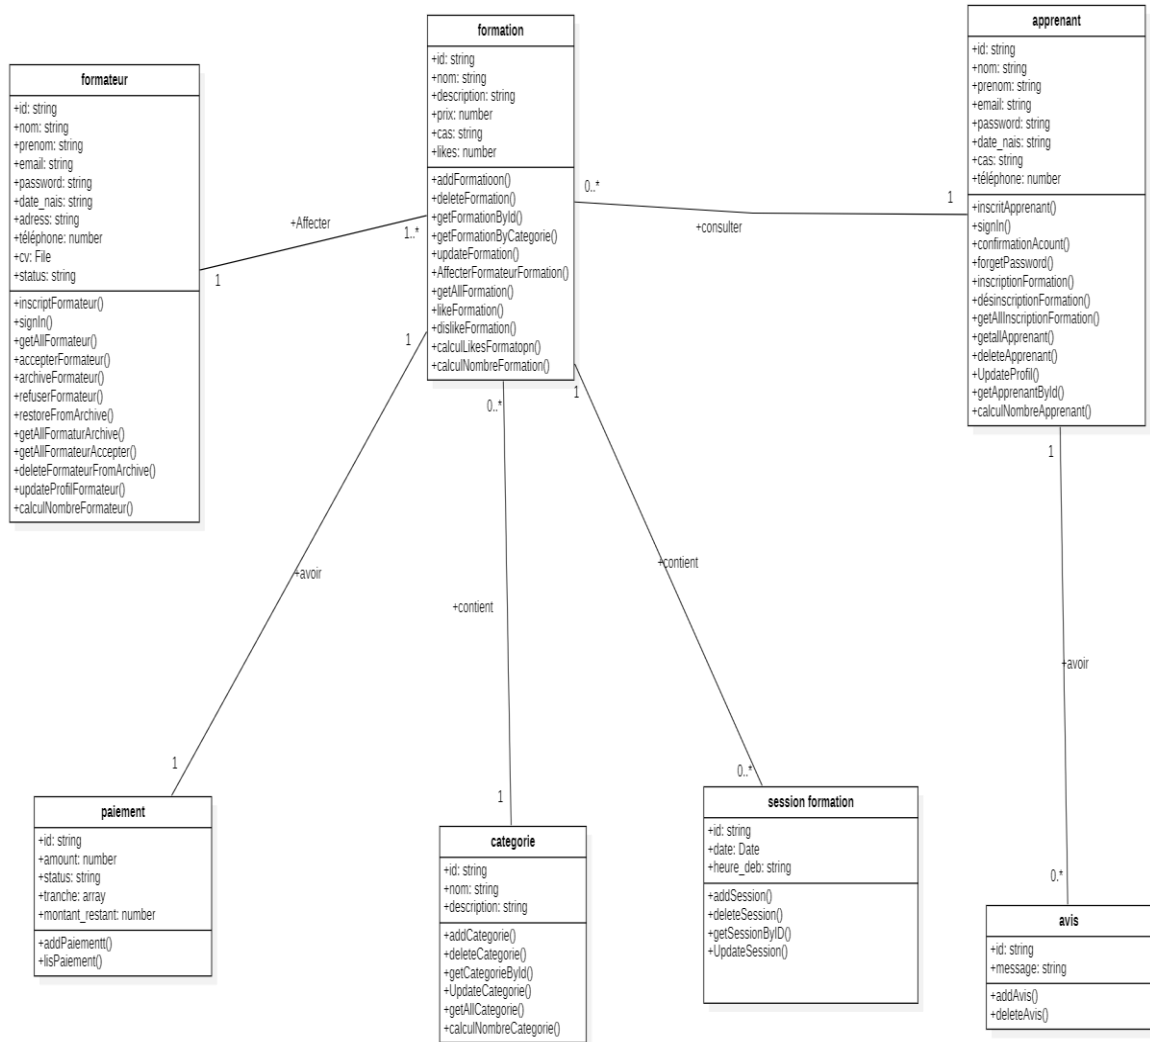 formateur
+id: string
+nom: string
+prenom: string
+email: string
+password: string
+date_nais: string
+adress: string
+téléphone: number
+cv: File
+status: string
+inscriptFormateur()
+signIn()
+getAllFormateur()
+accepterFormateur()
+archiveFormateur()
+refuserFormateur()
+restoreFromArchive()
+getAllFormaturArchive()
+getAllFormateurAccepter()
+deleteFormateurFromArchive()
+updateProfilFormateur()
+calculNombreFormateur()
+Affecter
1
1..*
formation
+id: string
+nom: string
+description: string
+prix: number
+cas: string
+likes: number
+addFormatioon()
+deleteFormation()
+getFormationById()
+getFormationByCategorie()
+updateFormation()
+AffecterFormateurFormation()
+getAllFormation()
+likeFormation()
+dislikeFormation()
+calculLikesFormatopn()
+calculNombreFormation()
0..*
+consulter
1
apprenant
+id: string
+nom: string
+prenom: string
+email: string
+password: string
+date_nais: string
+cas: string
+téléphone: number
+inscritApprenant()
+signIn()
+confirmationAcount()
+forgetPassword()
+inscriptionFormation()
+désinscriptionFormation()
+getAllInscriptionFormation()
+getallApprenant()
+deleteApprenant()
+UpdateProfil()
+getApprenantById()
+calculNombreApprenant()
1
+avoir
1
0..*
+contient
1
1
+contient
0..*
1
+avoir
0.*
paiement
+id: string
+amount: number
+status: string
+tranche: array
+montant_restant: number
+addPaiementt()
+lisPaiement()
categorie
+id: string
+nom: string
+description: string
+addCategorie()
+deleteCategorie()
+getCategorieById()
+UpdateCategorie()
+getAllCategorie()
+calculNombreCategorie()
session formation
+id: string
+date: Date
+heure_deb: string
+addSession()
+deleteSession()
+getSessionByID()
+UpdateSession()
avis
+id: string
+message: string
+addAvis()
+deleteAvis()